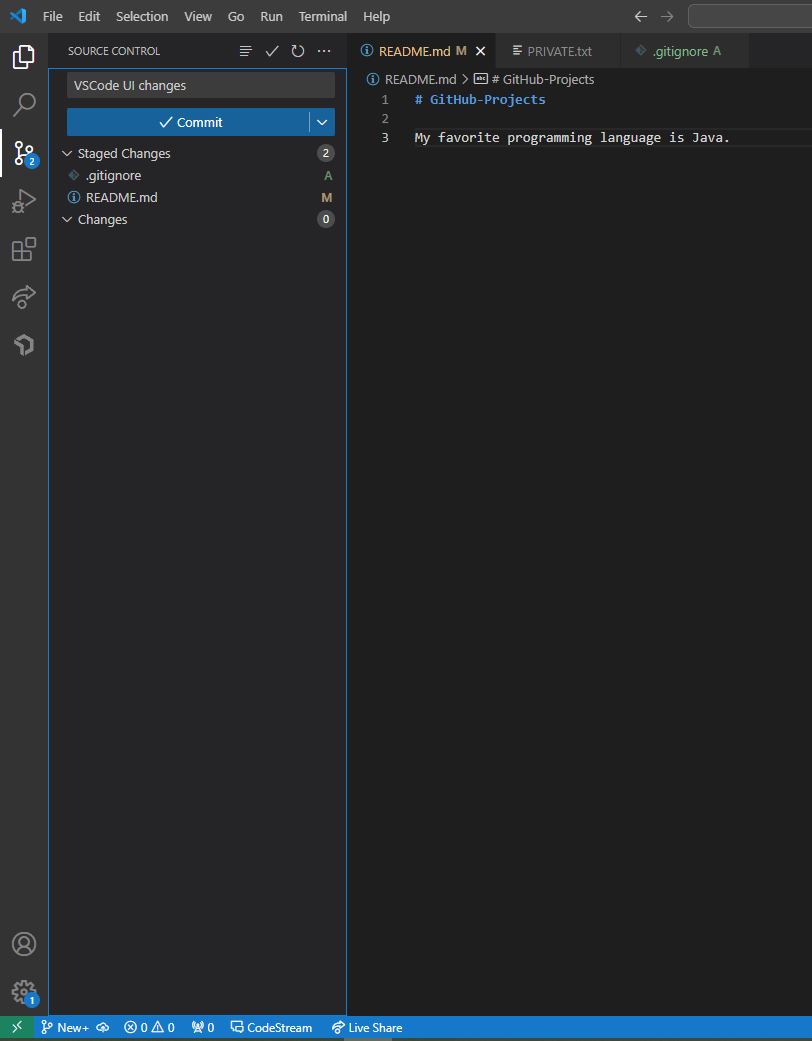 File Edit Selection View Go Run Terminal Help
SOURCE CONTROL
VSCode UI changes
Commit
Staged Changes 2
.gitignore A
README.md M
Changes 0
README.md M PRIVATE.txt .gitignore A
README.md > abc # GitHub-Projects
1 # GitHub-Projects
2
3 My favorite programming language is Java.
2
1
New+ 0 0 0 CodeStream Live Share